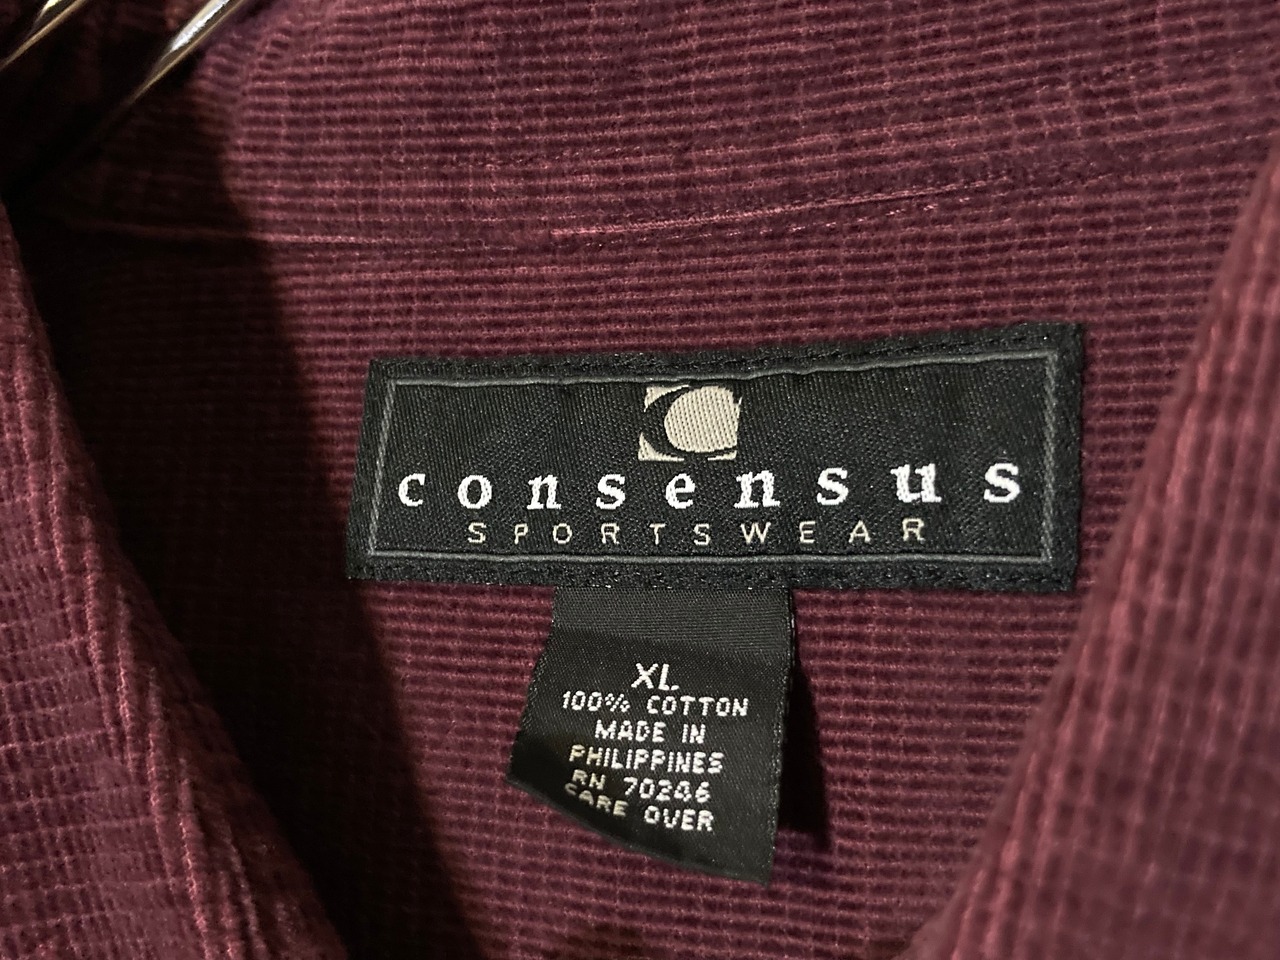 consensus
SPORTSWEAR
XL
100% COTTON
MADE IN
PHILIPPINES
RN 70246
CARE OVER